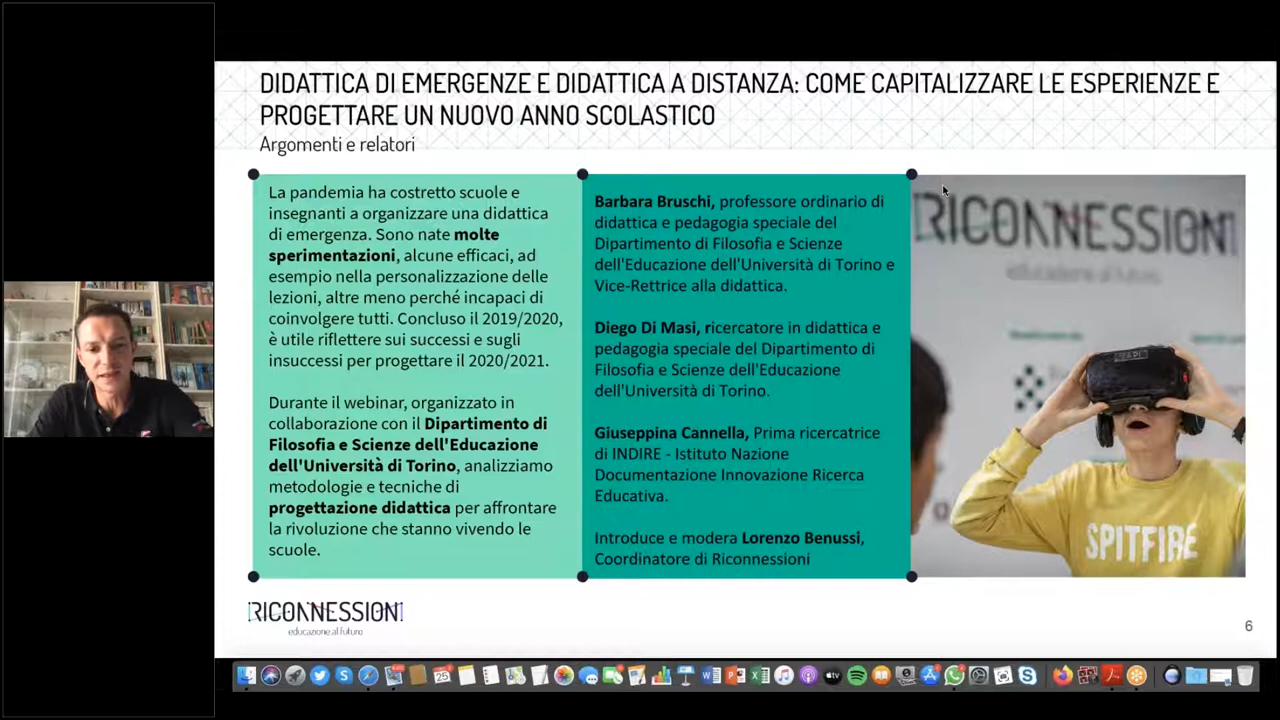 DIDATTICA DI EMERGENZE E DIDATTICA A DISTANZA: COME CAPITALIZZARE LE ESPERIENZE E
PROGETTARE UN NUOVO ANNO SCOLASTICO
Argomenti e relatori
La pandemia ha costretto scuole e
insegnanti a organizzare una didattica
di emergenza. Sono nate molte
sperimentazioni, alcune efficaci, ad
esempio nella personalizzazione delle
lezioni, altre meno perché incapaci di
coinvolgere tutti. Concluso il 2019/2020,
è utile riflettere sui successi e sugli
insuccessi per progettare il 2020/2021.
Durante il webinar, organizzato in
collaborazione con il Dipartimento di
Filosofia e Scienze dell'Educazione
dell'Università di Torino, analizziamo
metodologie e tecniche di
progettazione didattica per affrontare
la rivoluzione che stanno vivendo le
scuole.
Barbara Bruschi, professore ordinario di
didattica e pedagogia speciale del
Dipartimento di Filosofia e Scienze
dell'Educazione dell'Università di Torino e
Vice-Rettrice alla didattica.
Diego Di Masi, ricercatore in didattica e
pedagogia speciale del Dipartimento di
Filosofia e Scienze dell'Educazione
dell'Università di Torino.
Giuseppina Cannella, Prima ricercatrice
di INDIRE - Istituto Nazione
Documentazione Innovazione Ricerca
Educativa.
Introduce e modera Lorenzo Benussi,
Coordinatore di Riconnessioni
RICONNESSIONI
educazione al futuro
SPITFIRE
RICONNESSIONI
educazione al futuro
6
25